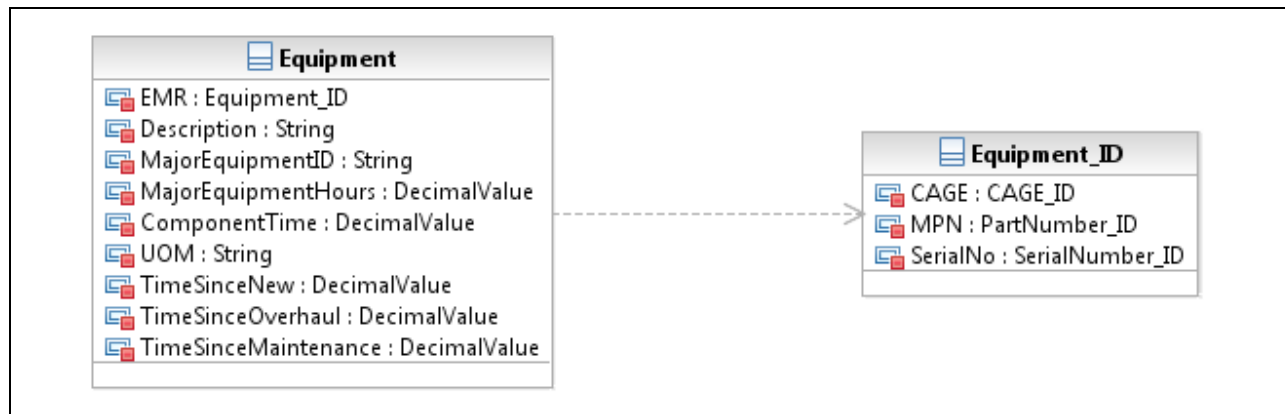 Equipment
EMR : Equipment_ID
Description : String
MajorEquipmentID : String
MajorEquipmentHours : DecimalValue
ComponentTime : DecimalValue
UOM : String
TimeSinceNew : DecimalValue
TimeSinceOverhaul : DecimalValue
TimeSinceMaintenance : DecimalValue
Equipment_ID
CAGE : CAGE_ID
MPN : PartNumber_ID
SerialNo : SerialNumber_ID